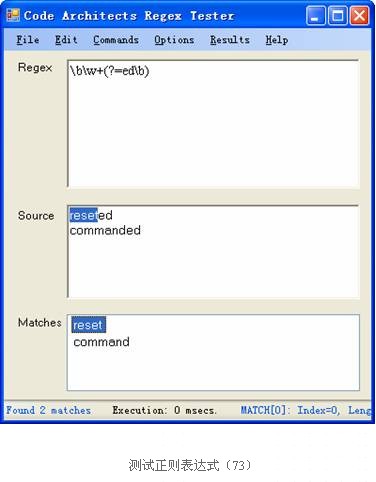 Code Architects Regex Tester
File Edit Commands Options Results Help
Regex
\b\w+(?=ed\b)
Source
reseted
commanded
Matches
reset
command
Found 2 matches Execution: 0 msecs. MATCH[0]: Index=0, Leng
测试正则表达式（73）